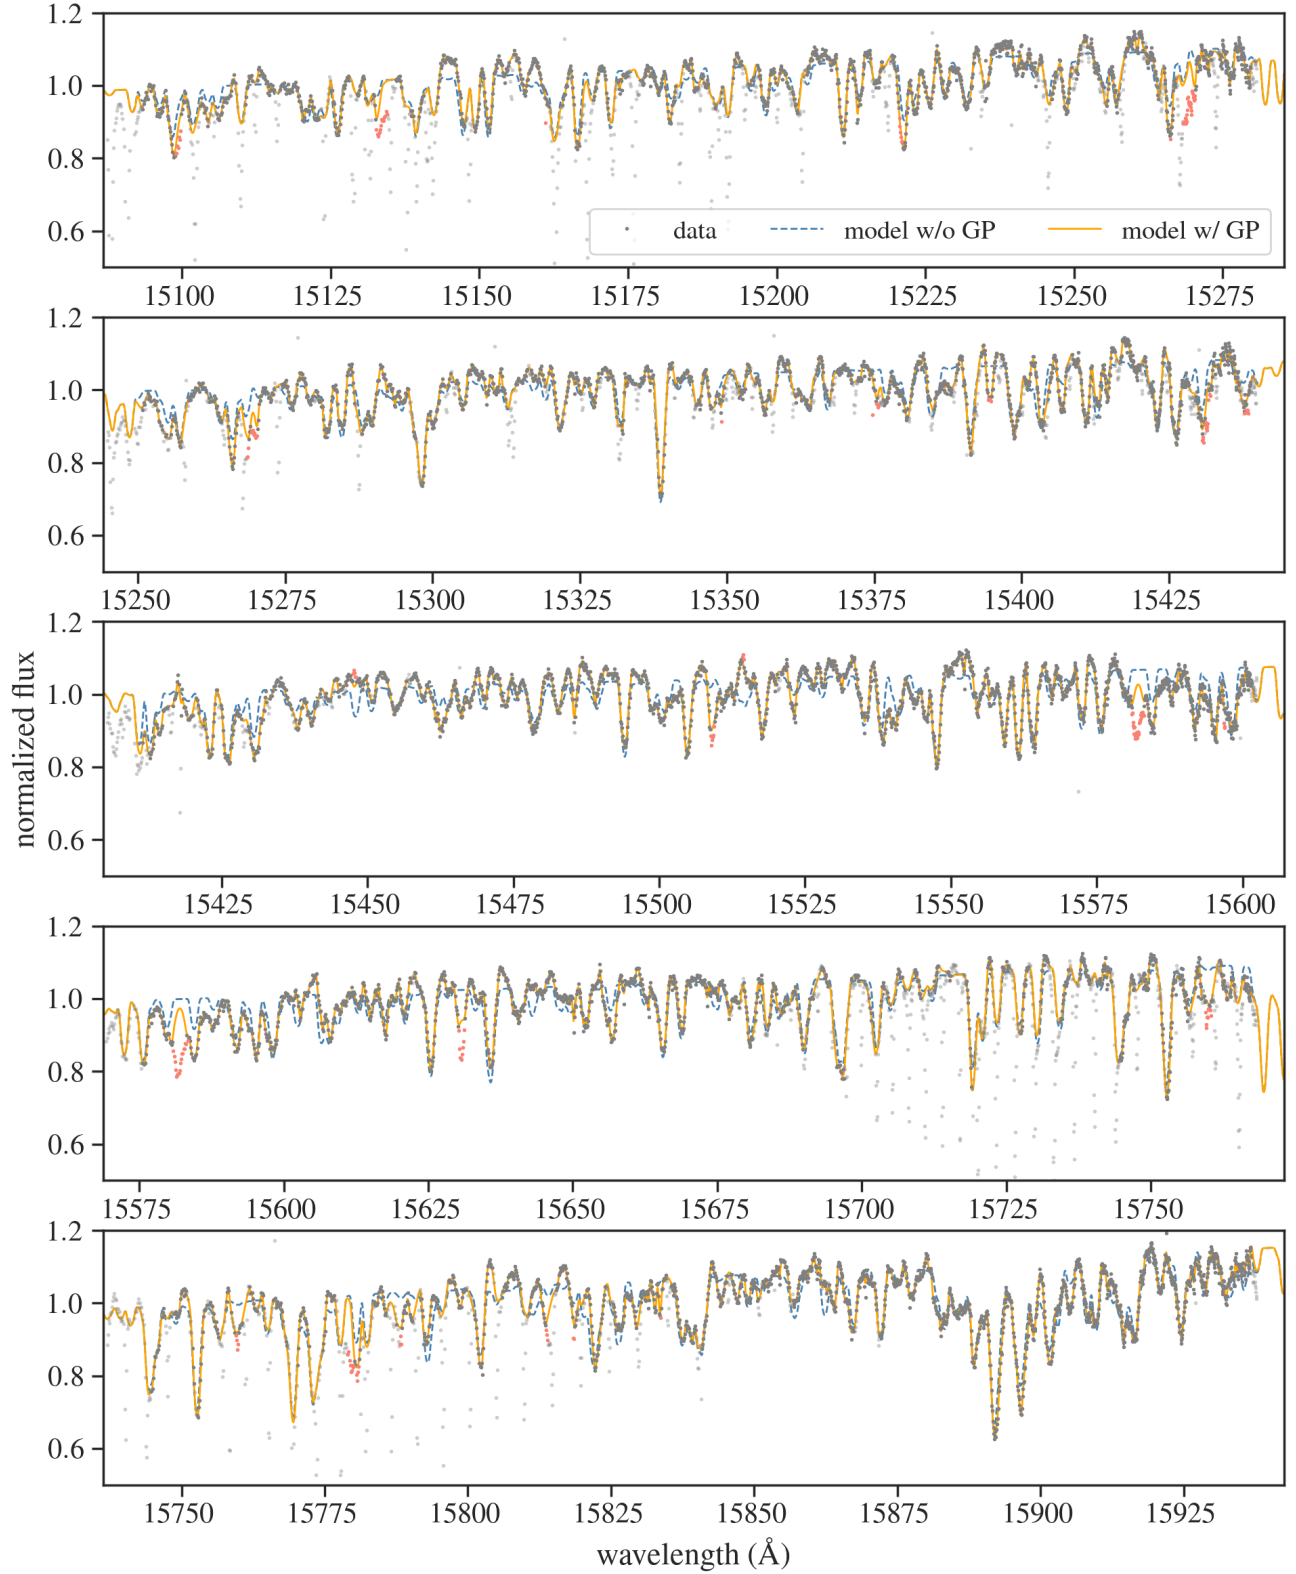 1.2
1.0
0.8
0.6
data model w/o GP model w/ GP
15100 15125 15150 15175 15200 15225 15250 15275
1.2
1.0
0.8
0.6
15250 15275 15300 15325 15350 15375 15400 15425
1.2
1.0
0.8
0.6
normalized flux
15425 15450 15475 15500 15525 15550 15575 15600
1.2
1.0
0.8
0.6
15575 15600 15625 15650 15675 15700 15725 15750
1.2
1.0
0.8
0.6
15750 15775 15800 15825 15850 15875 15900 15925
wavelength (Å)